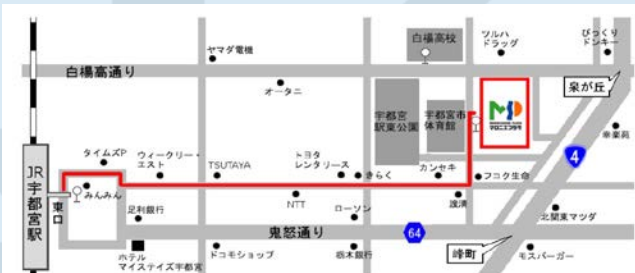 白楊高校
ツルハ
ドラッグ
びっくり
ドンキー
ヤマダ電機
白楊高通り
オータニ
泉が丘
宇都宮
駅東公園
宇都宮市
体育館
マロニエプラザ
幸楽苑
4
タイムズP
ウィークリー・
エスト
TSUTAYA
トヨタ
レンタリース
きらく
カンセキ
フコク生命
JR宇都宮駅
東口
みんみん
足利銀行
NTT
ローソン
北関東マツダ
鬼怒通り
64
峰町
モスバーガー
ホテル
マイステイズ宇都宮
ドコモショップ
栃木銀行